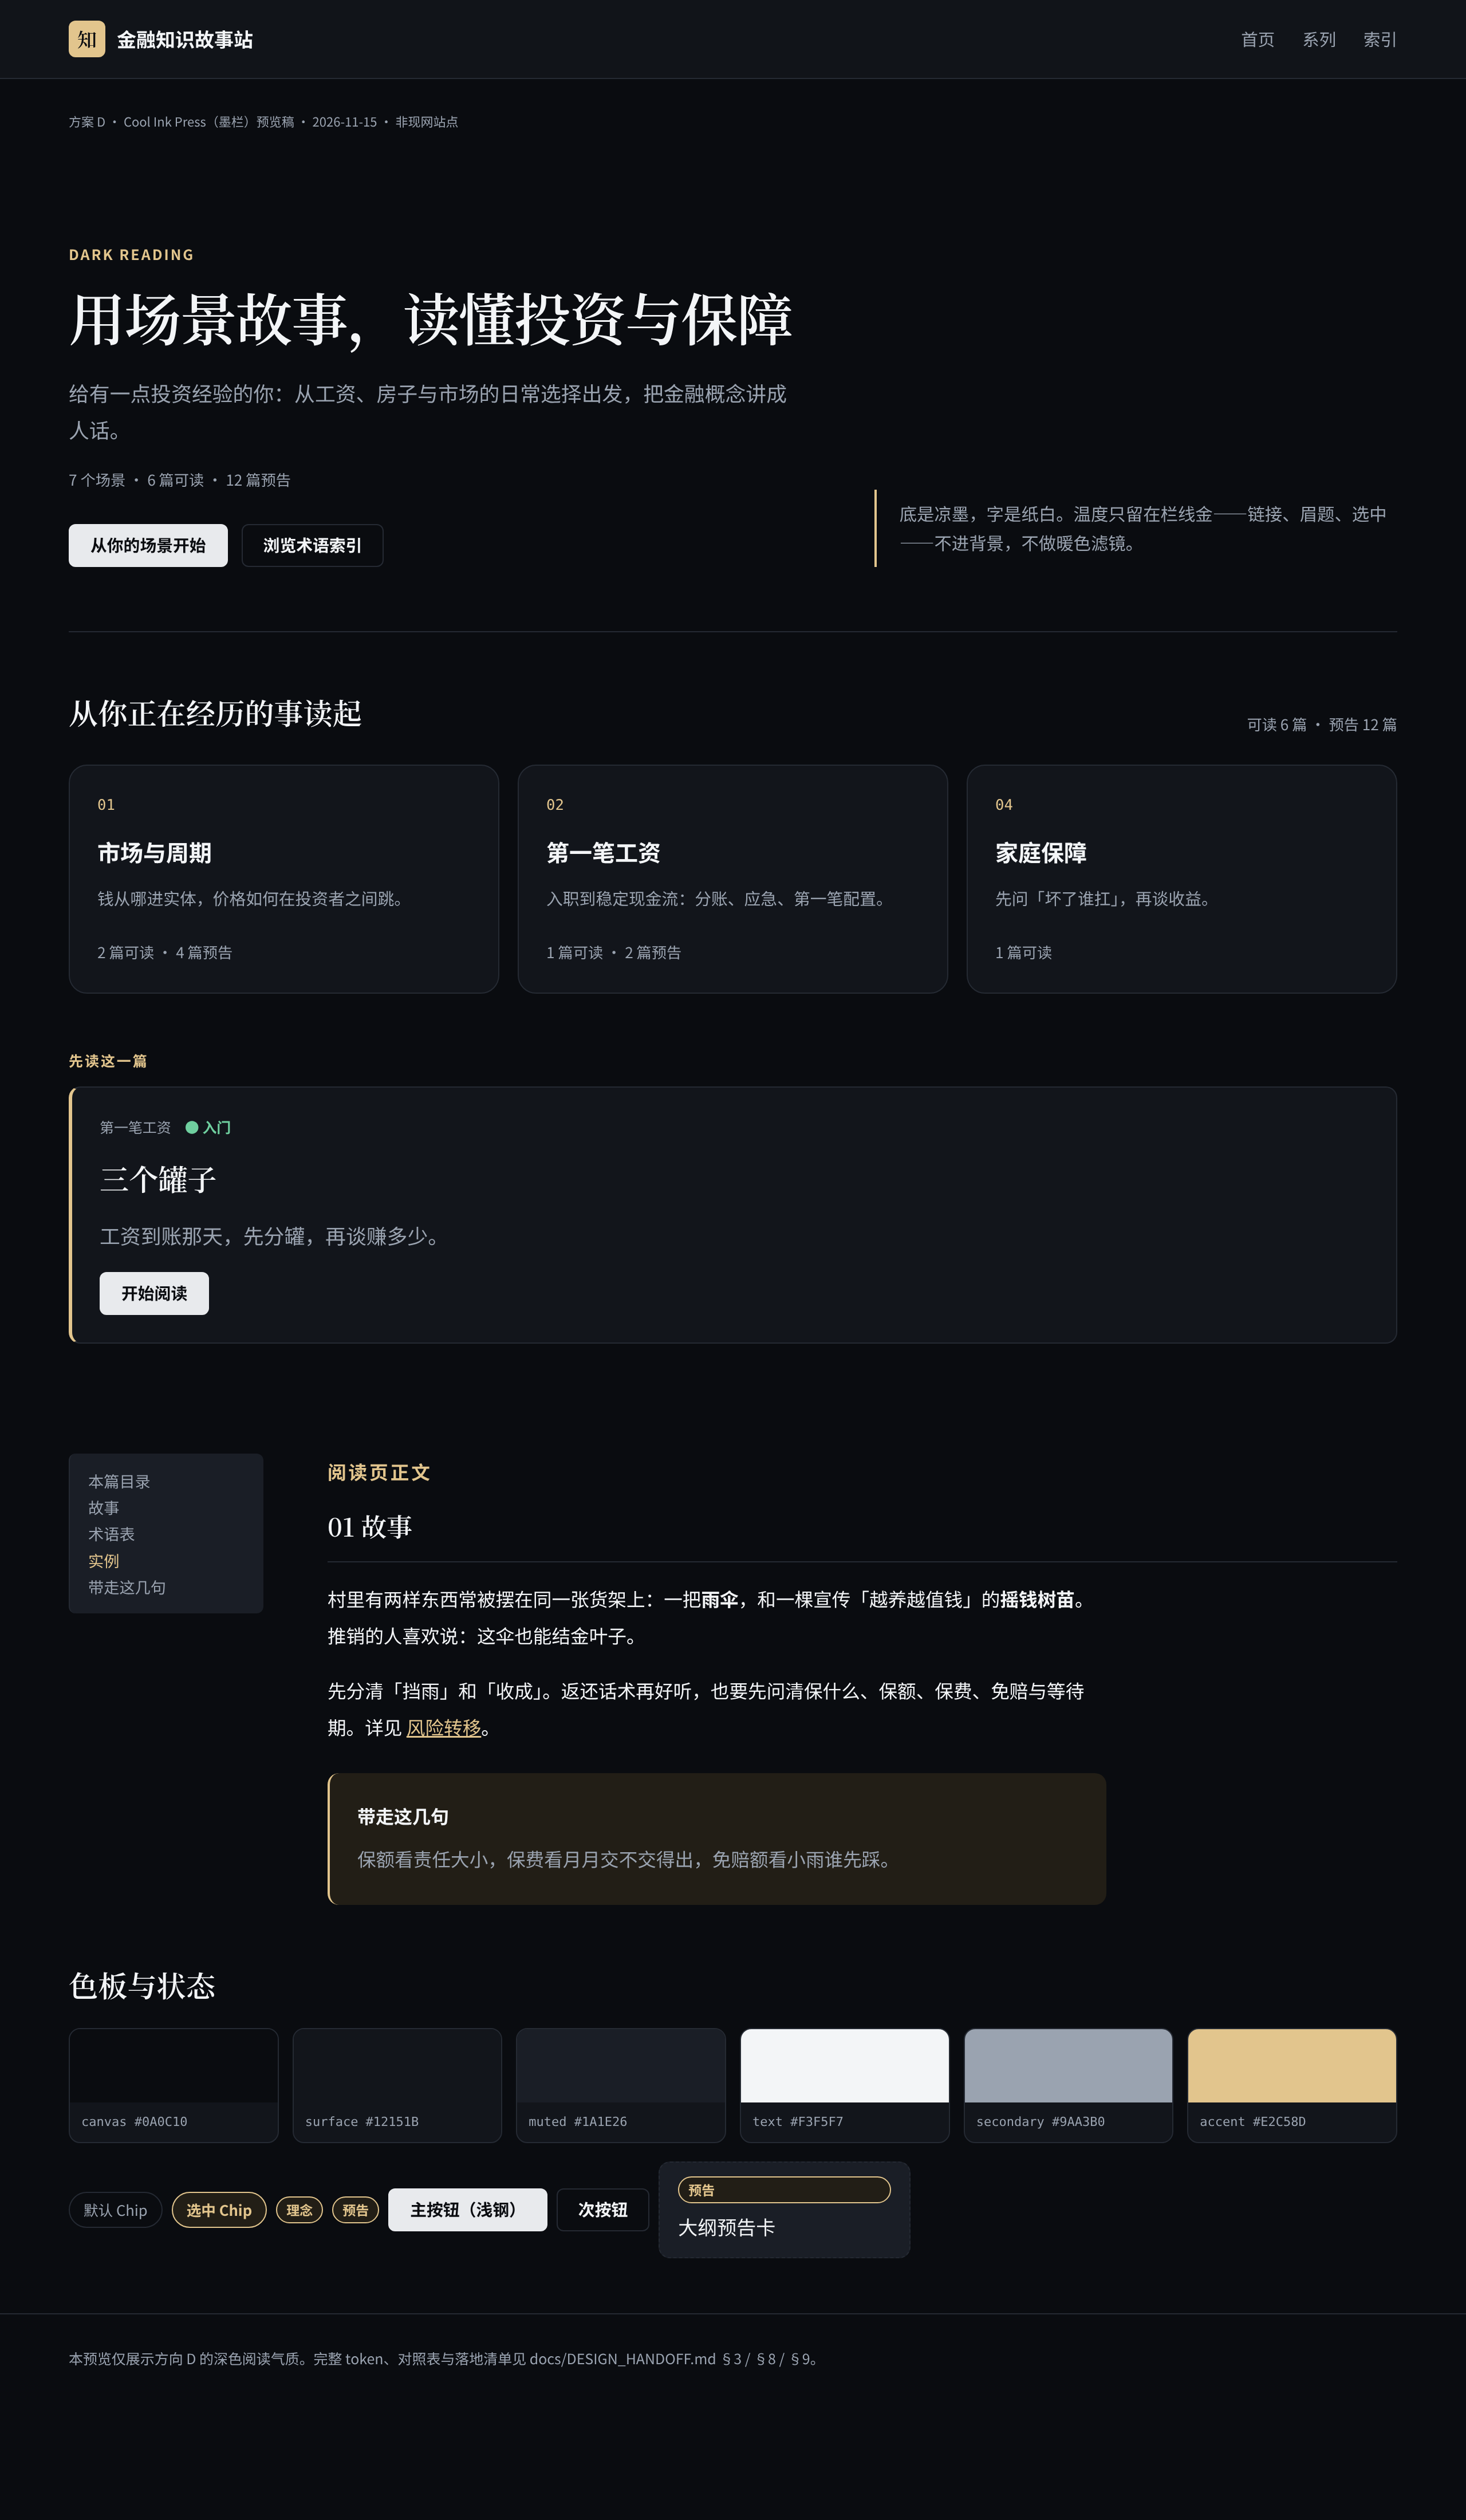 知 金融知识故事站
首页 系列 索引
方案 D · Cool Ink Press（墨栏）预览稿 · 2026-11-15 · 非现网站点
DARK READING
用场景故事，读懂投资与保障
给有一点投资经验的你：从工资、房子与市场的日常选择出发，把金融概念讲成
人话。
7 个场景 · 6 篇可读 · 12 篇预告
从你的场景开始 浏览术语索引
底是凉墨，字是纸白。温度只留在栏线金——链接、眉题、选中
——不进背景，不做暖色滤镜。
从你正在经历的事读起
可读 6 篇 · 预告 12 篇
01
市场与周期
钱从哪进实体，价格如何在投资者之间跳。
2 篇可读 · 4 篇预告
02
第一笔工资
入职到稳定现金流：分账、应急、第一笔配置。
1 篇可读 · 2 篇预告
04
家庭保障
先问「坏了谁扛」，再谈收益。
1 篇可读
先读这一篇
第一笔工资 入门
三个罐子
工资到账那天，先分罐，再谈赚多少。
开始阅读
本篇目录
故事
术语表
实例
带走这几句
阅读页正文
01 故事
村里有两样东西常被摆在同一张货架上：一把雨伞，和一棵宣传「越养越值钱」的摇钱树苗。
推销的人喜欢说：这伞也能结金叶子。
先分清「挡雨」和「收成」。返还话术再好听，也要先问清保什么、保额、保费、免赔与等待
期。详见 风险转移。
带走这几句
保额看责任大小，保费看月月交不交得出，免赔额看小雨谁先踩。
色板与状态
canvas #0A0C10
surface #12151B
muted #1A1E26
text #F3F5F7
secondary #9AA3B0
accent #E2C58D
默认 Chip 选中 Chip 理念 预告 主按钮（浅钢） 次按钮
预告
大纲预告卡
本预览仅展示方向 D 的深色阅读气质。完整 token、对照表与落地清单见 docs/DESIGN_HANDOFF.md §3 / §8 / §9。